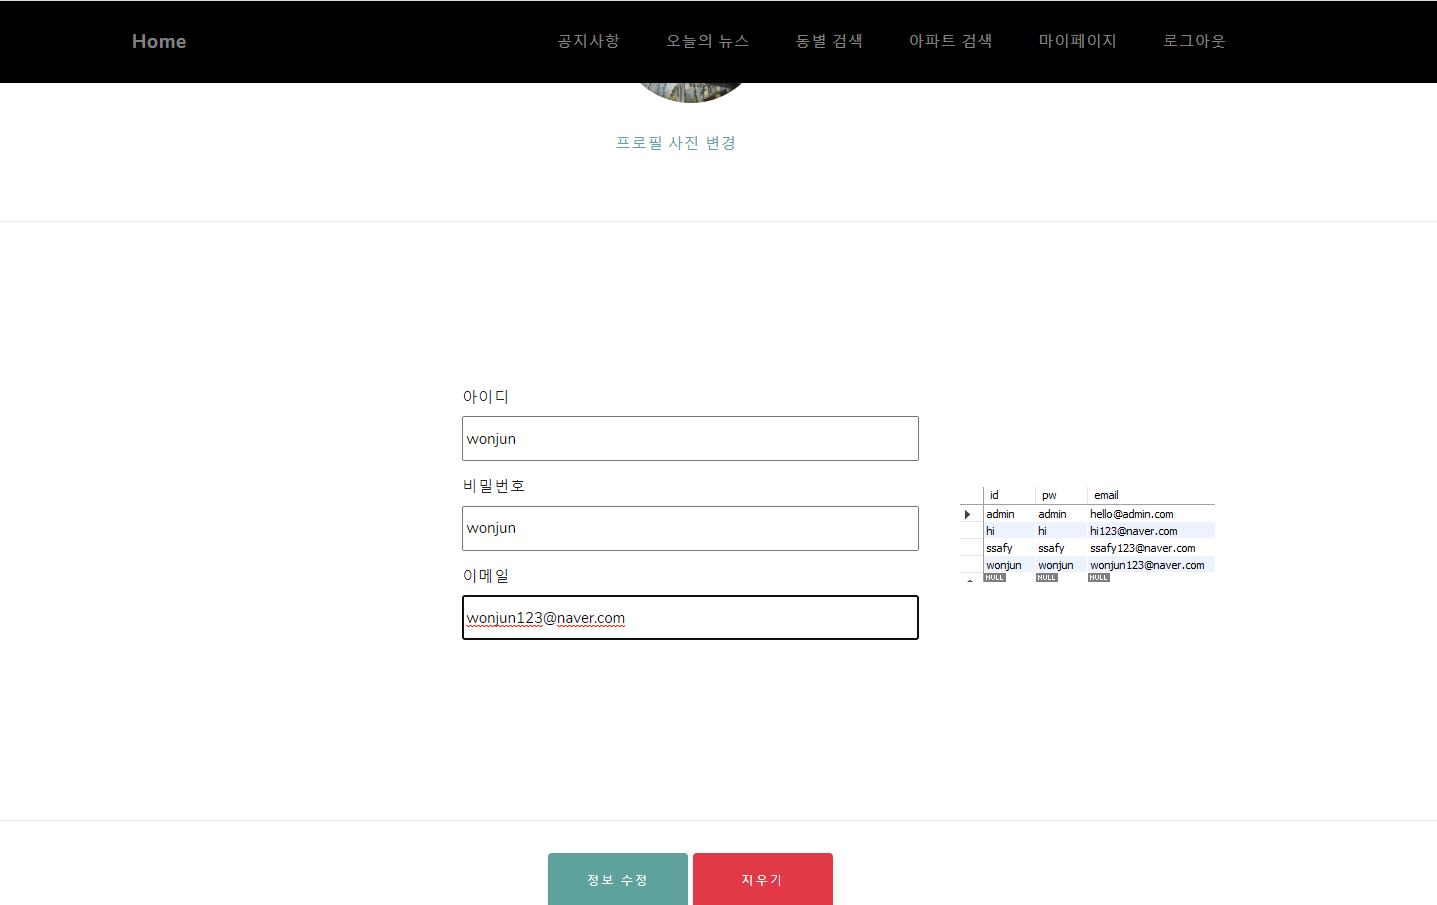 Home 공지사항 오늘의 뉴스 동별 검색 아파트 검색 마이페이지 로그아웃
프로필 사진 변경
아이디
wonjun
비밀번호
wonjun
이메일
wonjun123@naver.com
id pw email
admin admin hello@admin.com
hi hi hi123@naver.com
ssafy ssafy ssafy123@naver.com
wonjun wonjun wonjun123@naver.com
NULL NULL NULL
정보 수정 지우기